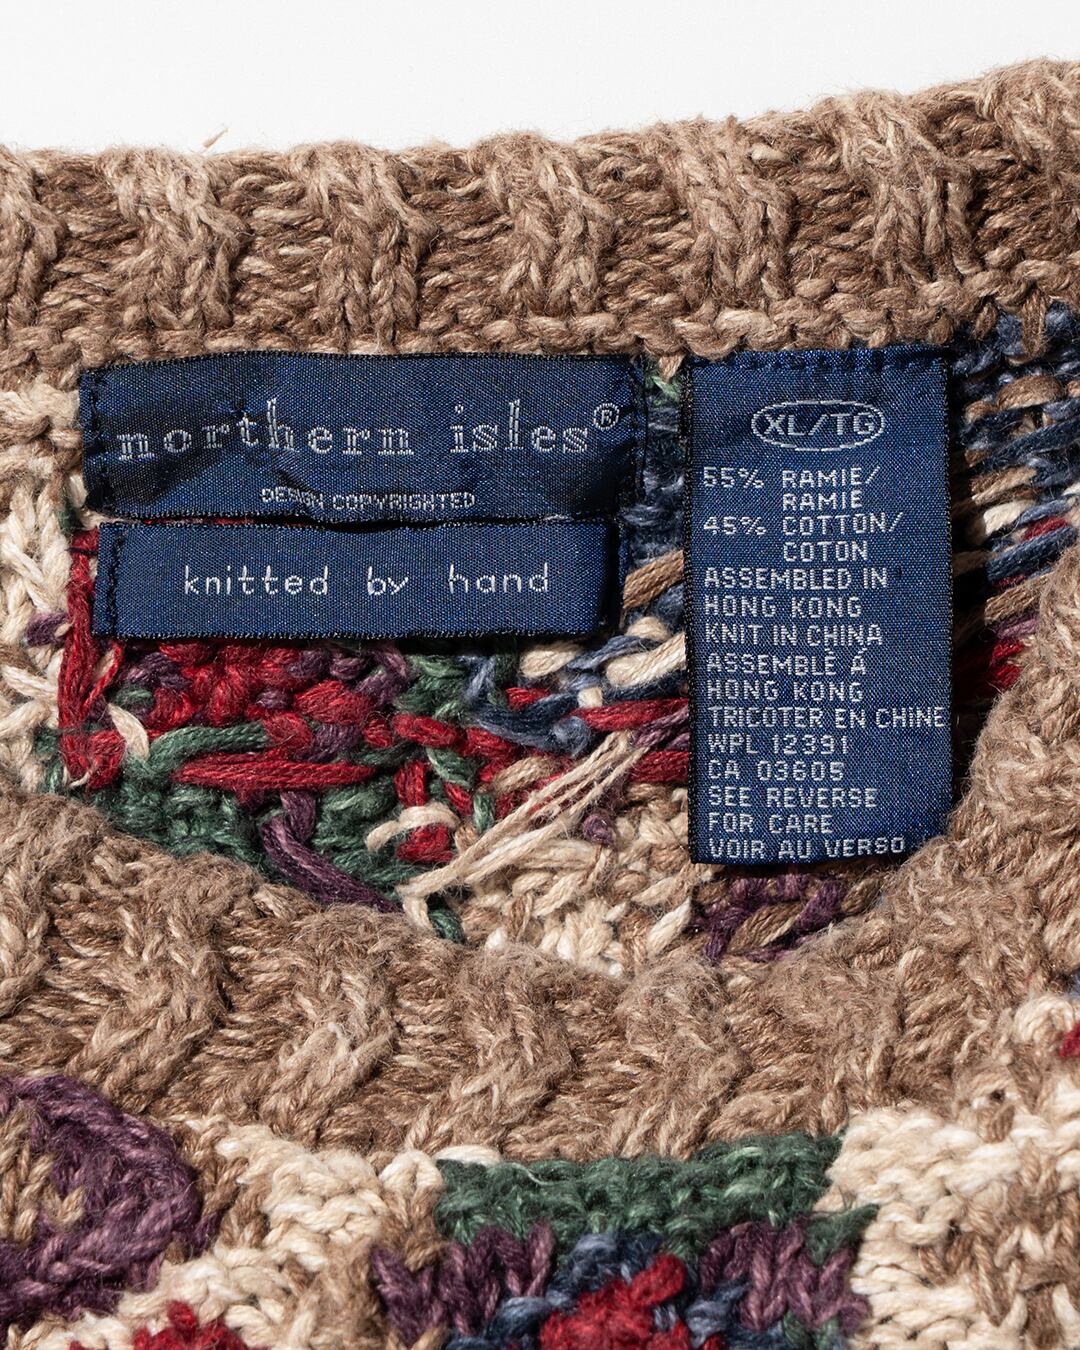 northern isles®
DESIGN COPYRIGHTED
knitted by hand
XL/TG
55% RAMIE/
RAMIE
45% COTTON/
COTON
ASSEMBLED IN
HONG KONG
KNIT IN CHINA
ASSEMBLÈ Á
HONG KONG
TRICOTER EN CHINE
WPL 12391
CA 03605
SEE REVERSE
FOR CARE
VOIR AU VERSO